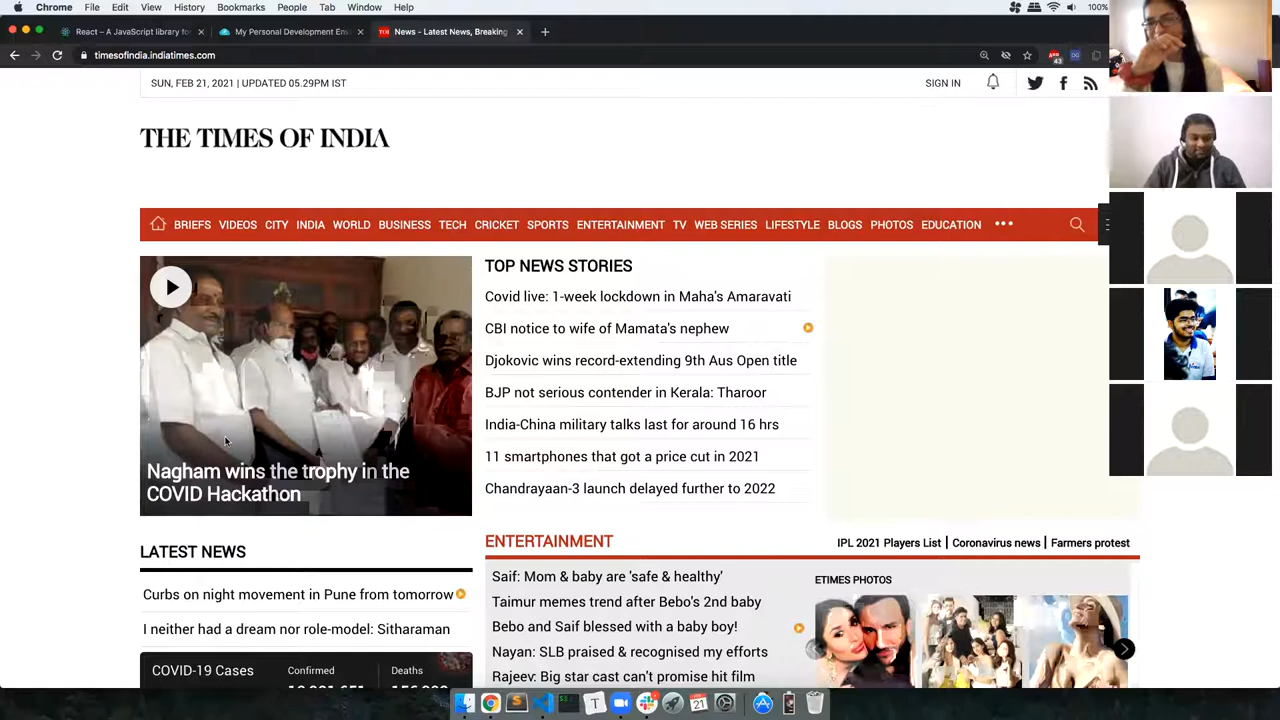 Chrome File Edit View History Bookmarks People Tab Window Help 100%
React – A JavaScript library fo
My Personal Development En
TOI News - Latest News, Breaking
timesofindia.indiatimes.com 43
SUN, FEB 21, 2021 | UPDATED 05.29PM IST
SIGN IN
THE TIMES OF INDIA
BRIEFS VIDEOS CITY INDIA WORLD BUSINESS TECH CRICKET SPORTS ENTERTAINMENT TV WEB SERIES LIFESTYLE BLOGS PHOTOS EDUCATION •••
Nagham wins the trophy in the
COVID Hackathon
TOP NEWS STORIES
Covid live: 1-week lockdown in Maha's Amaravati
CBI notice to wife of Mamata's nephew
Djokovic wins record-extending 9th Aus Open title
BJP not serious contender in Kerala: Tharoor
India-China military talks last for around 16 hrs
11 smartphones that got a price cut in 2021
Chandrayaan-3 launch delayed further to 2022
LATEST NEWS
Curbs on night movement in Pune from tomorrow
I neither had a dream nor role-model: Sitharaman
COVID-19 Cases
Confirmed
Deaths
ENTERTAINMENT
IPL 2021 Players List | Coronavirus news | Farmers protest
Saif: Mom & baby are 'safe & healthy'
Taimur memes trend after Bebo's 2nd baby
Bebo and Saif blessed with a baby boy!
Nayan: SLB praised & recognised my efforts
Rajeev: Big star cast can't promise hit film
ETIMES PHOTOS
21